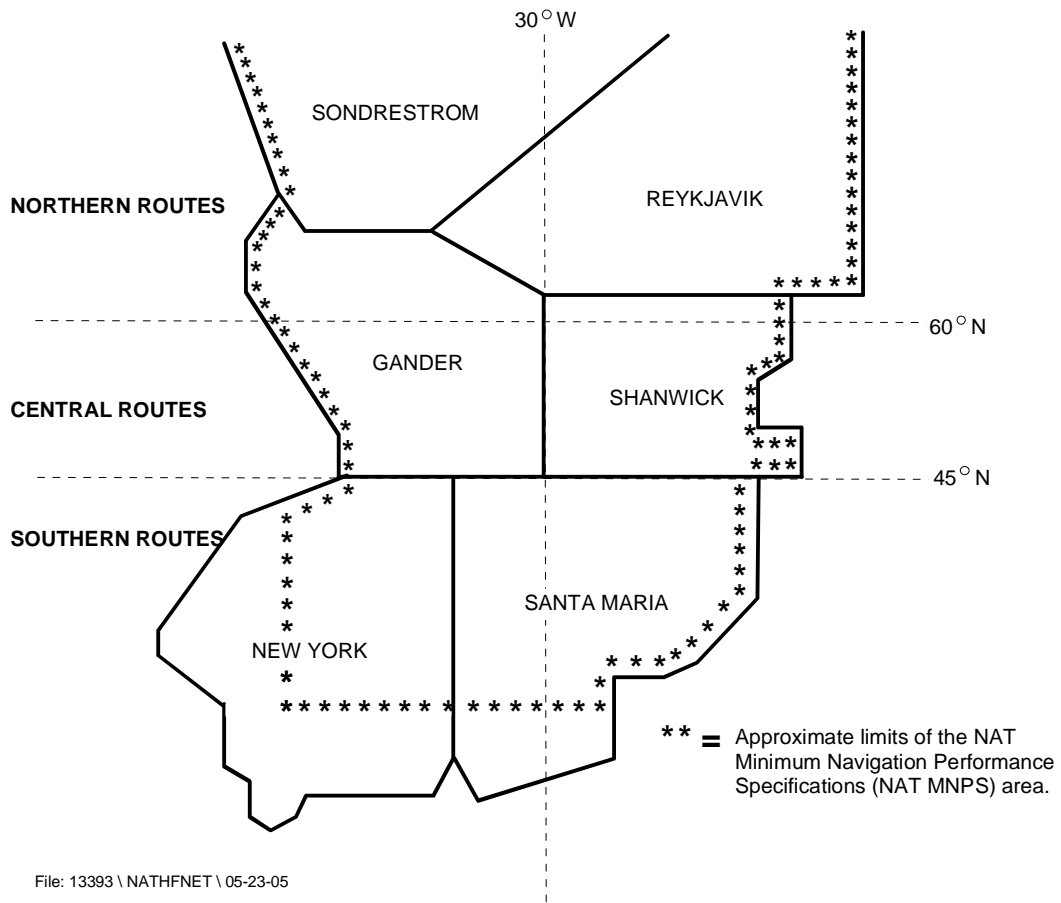 30° W
SONDRESTROM
REYKJAVIK
NORTHERN ROUTES
60° N
GANDER
SHANWICK
CENTRAL ROUTES
45° N
SOUTHERN ROUTES
SANTA MARIA
NEW YORK
** = Approximate limits of the NAT
Minimum Navigation Performance
Specifications (NAT MNPS) area.
File: 13393 \ NATHFNET \ 05-23-05